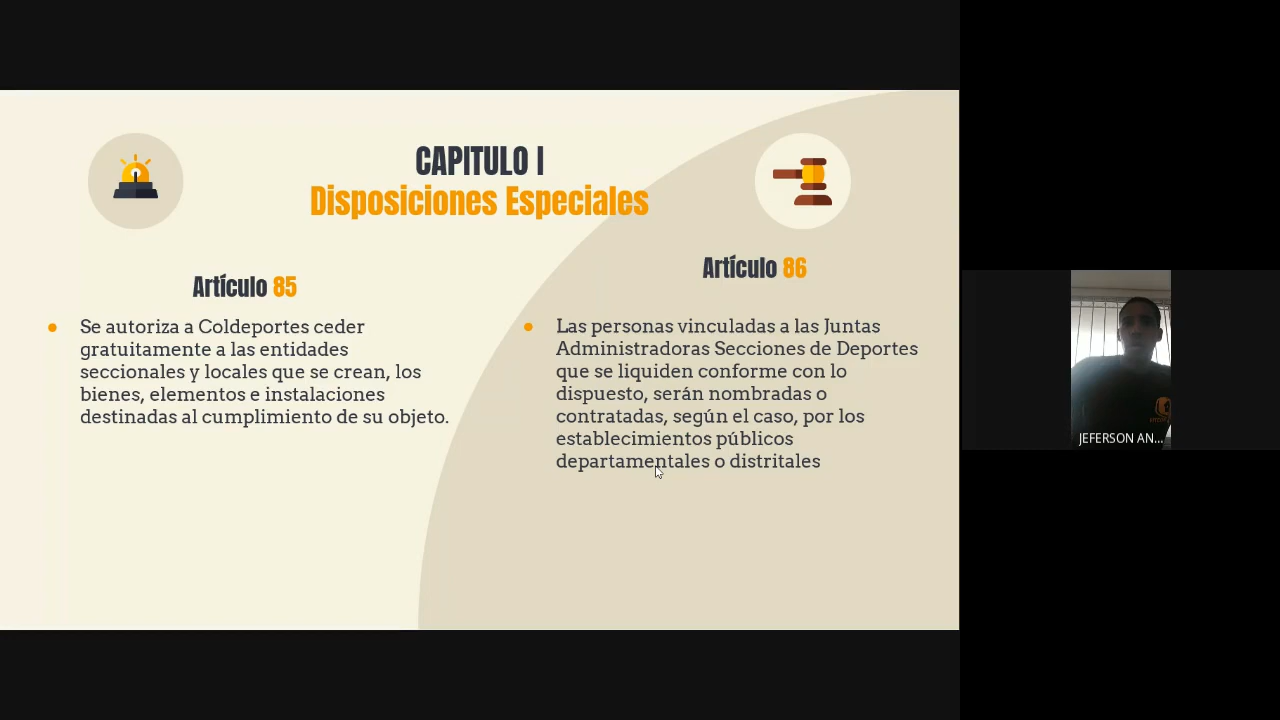 CAPITULO I
Disposiciones Especiales
Artículo 85
Se autoriza a Coldeportes ceder
gratuitamente a las entidades
seccionales y locales que se crean, los
bienes, elementos e instalaciones
destinadas al cumplimiento de su objeto.
Artículo 86
Las personas vinculadas a las Juntas
Administradoras Secciones de Deportes
que se liquiden conforme con lo
dispuesto, serán nombradas o
contratadas, según el caso, por los
establecimientos públicos
departamentales o distritales
JEFERSON AN...